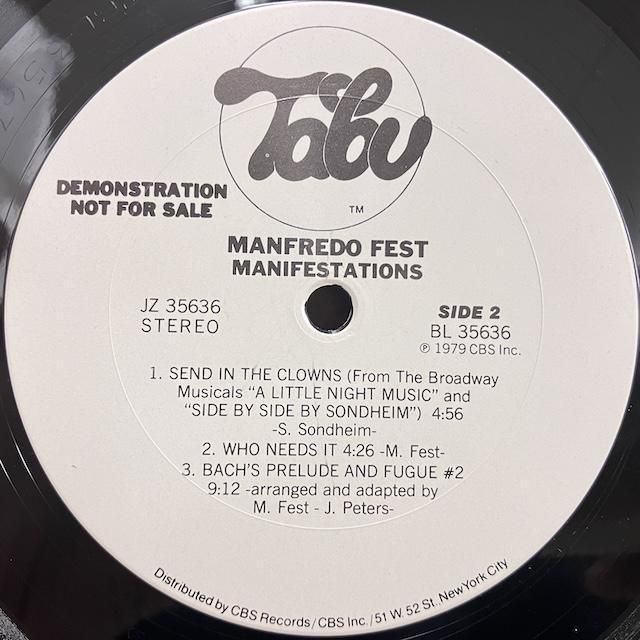 Tabu
TM
DEMONSTRATION
NOT FOR SALE
MANFREDO FEST
MANIFESTATIONS
JZ 35636
STEREO
SIDE 2
BL 35636
℗ 1979 CBS Inc.
1. SEND IN THE CLOWNS (From The Broadway
Musicals “A LITTLE NIGHT MUSIC” and
“SIDE BY SIDE BY SONDHEIM”) 4:56
-S. Sondheim-
2. WHO NEEDS IT 4:26 -M. Fest-
3. BACH'S PRELUDE AND FUGUE #2
9:12 -arranged and adapted by
M. Fest - J. Peters-
Distributed by CBS Records/CBS Inc./51 W. 52 St., New York City